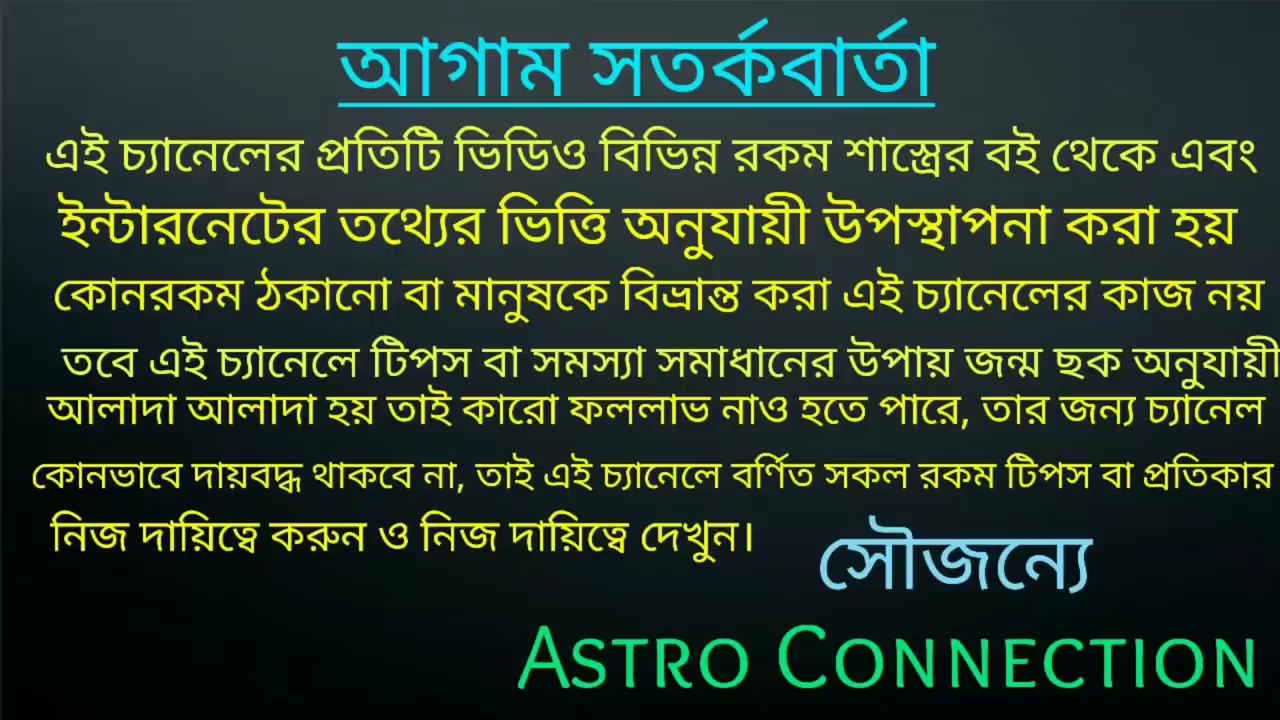 আগাম সতর্কবার্তা
এই চ্যানেলের প্রতিটি ভিডিও বিভিন্ন রকম শাস্ত্রের বই থেকে এবং
ইন্টারনেটের তথ্যের ভিত্তি অনুযায়ী উপস্থাপনা করা হয়
কোনরকম ঠকানো বা মানুষকে বিভ্রান্ত করা এই চ্যানেলের কাজ নয়
তবে এই চ্যানেলে টিপস বা সমস্যা সমাধানের উপায় জন্ম ছক অনুযায়ী
আলাদা আলাদা হয় তাই কারো ফললাভ নাও হতে পারে, তার জন্য চ্যানেল
কোনভাবে দায়বদ্ধ থাকবে না, তাই এই চ্যানেলে বর্ণিত সকল রকম টিপস বা প্রতিকার
নিজ দায়িত্বে করুন ও নিজ দায়িত্বে দেখুন।
সৌজন্যে
ASTRO CONNECTION